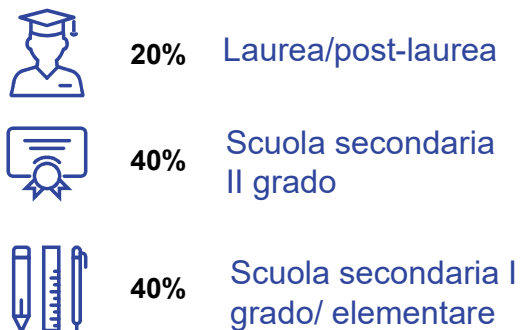 20% Laurea/post-laurea
40% Scuola secondaria
II grado
40% Scuola secondaria I
grado/ elementare